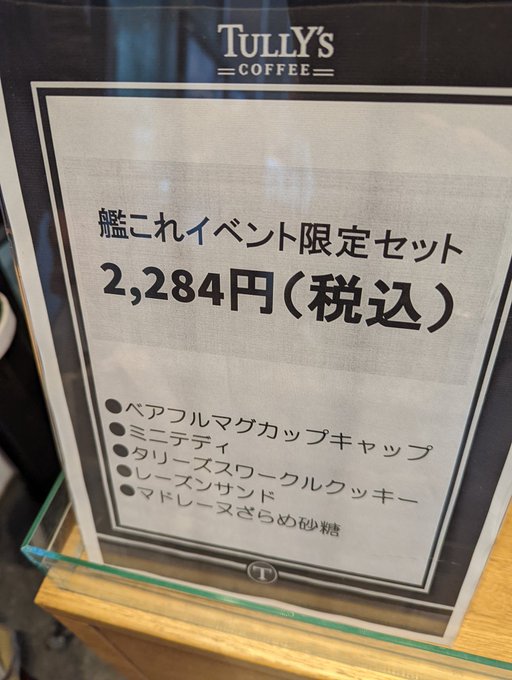 TULLY'S
COFFEE
艦これイベント限定セット
2,284円(税込)
●ベアフルマグカップキャップ
●ミニテディ
●タリーズスワークルクッキー
●レーズンサンド
●マドレーヌざらめ砂糖
T